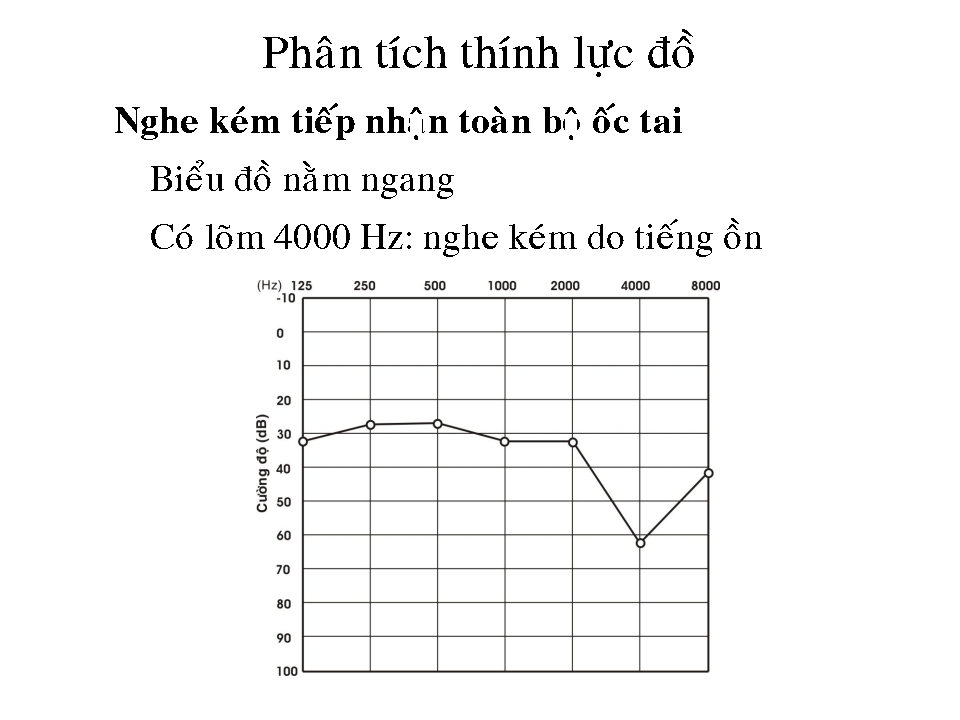 Phân tích thính lực đồ
Nghe kém tiếp nhận toàn bộ ốc tai
Biểu đồ nằm ngang
Có lõm 4000 Hz: nghe kém do tiếng ồn
(Hz) 125 250 500 1000 2000 4000 8000
-10
0
10
20
30
40
50
60
70
80
90
100
Cường độ (dB)